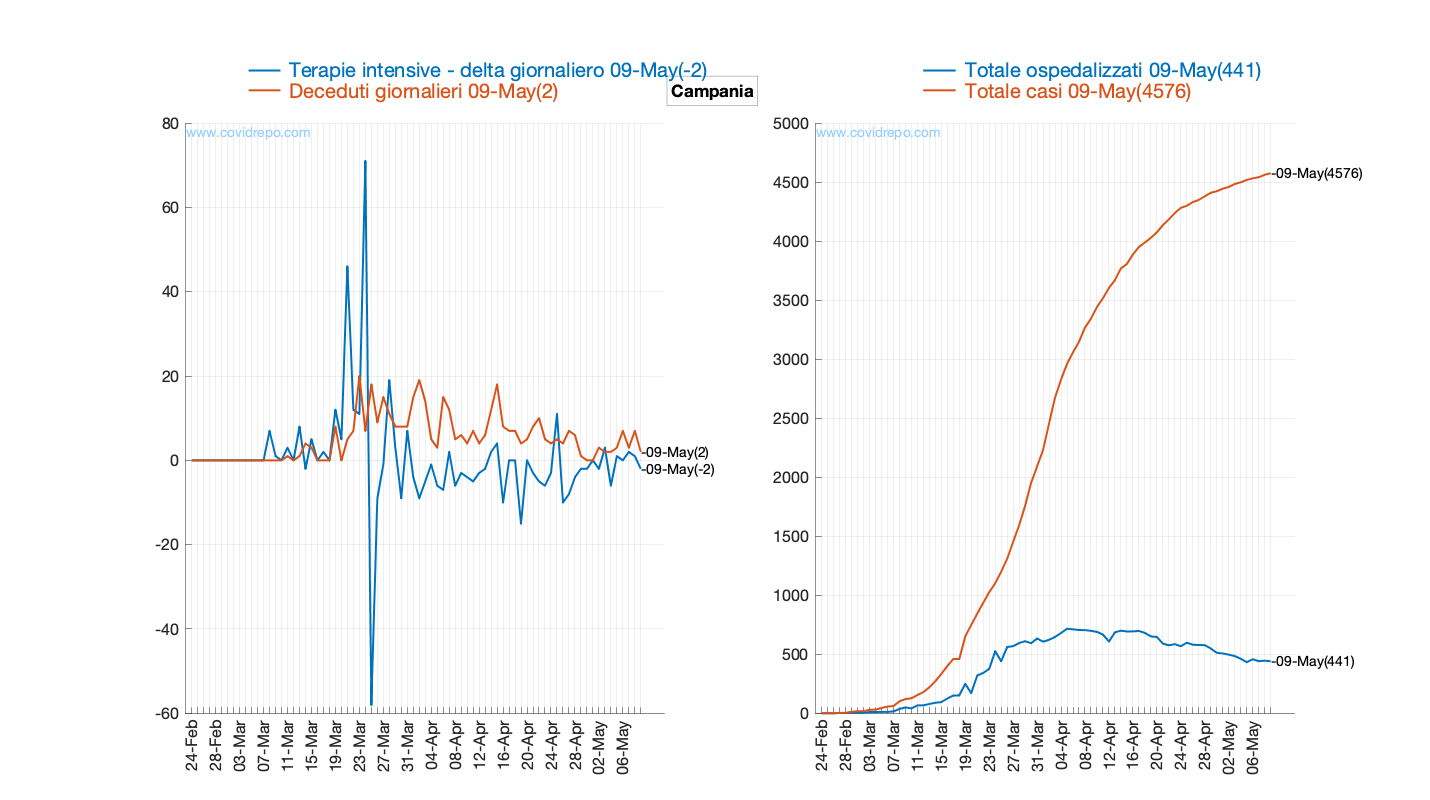 Terapie intensive - delta giornaliero 09-May(-2)
Deceduti giornalieri 09-May(2)
Campania
Totale ospedalizzati 09-May(441)
Totale casi 09-May(4576)
www.covidrepo.com
80
60
40
20
0
-20
-40
-60
-09-May(2)
-09-May(-2)
24-Feb
28-Feb
03-Mar
07-Mar
11-Mar
15-Mar
19-Mar
23-Mar
27-Mar
31-Mar
04-Apr
08-Apr
12-Apr
16-Apr
20-Apr
24-Apr
28-Apr
02-May
06-May
www.covidrepo.com
5000
4500
4000
3500
3000
2500
2000
1500
1000
500
0
-09-May(4576)
-09-May(441)
24-Feb
28-Feb
03-Mar
07-Mar
11-Mar
15-Mar
19-Mar
23-Mar
27-Mar
31-Mar
04-Apr
08-Apr
12-Apr
16-Apr
20-Apr
24-Apr
28-Apr
02-May
06-May